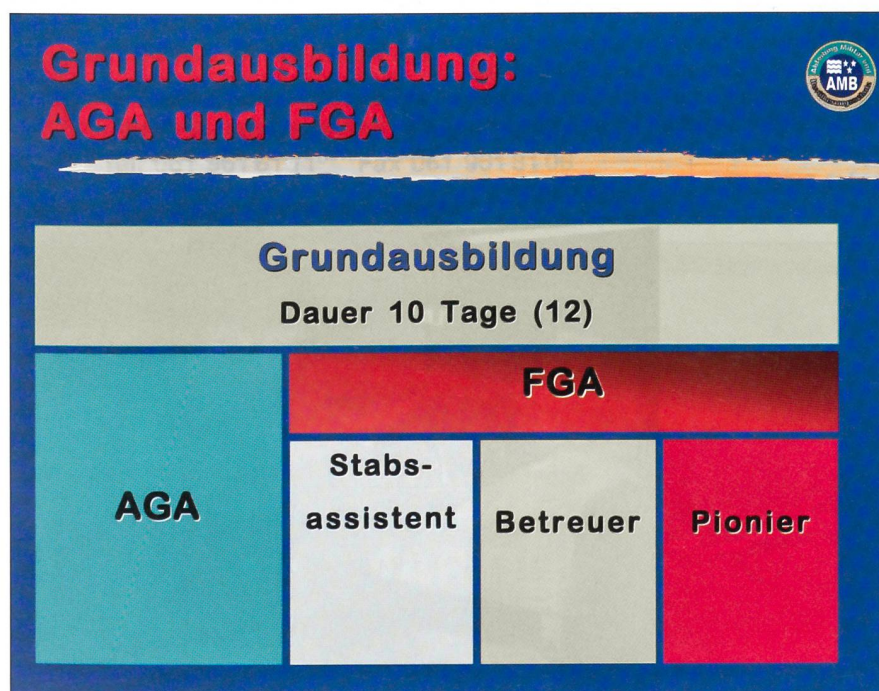 Grundausbildung:
AGA und FGA
AMB
Grundausbildung
Dauer 10 Tage (12)
FGA
AGA
Stabs-
assistent
Betreuer
Pionier